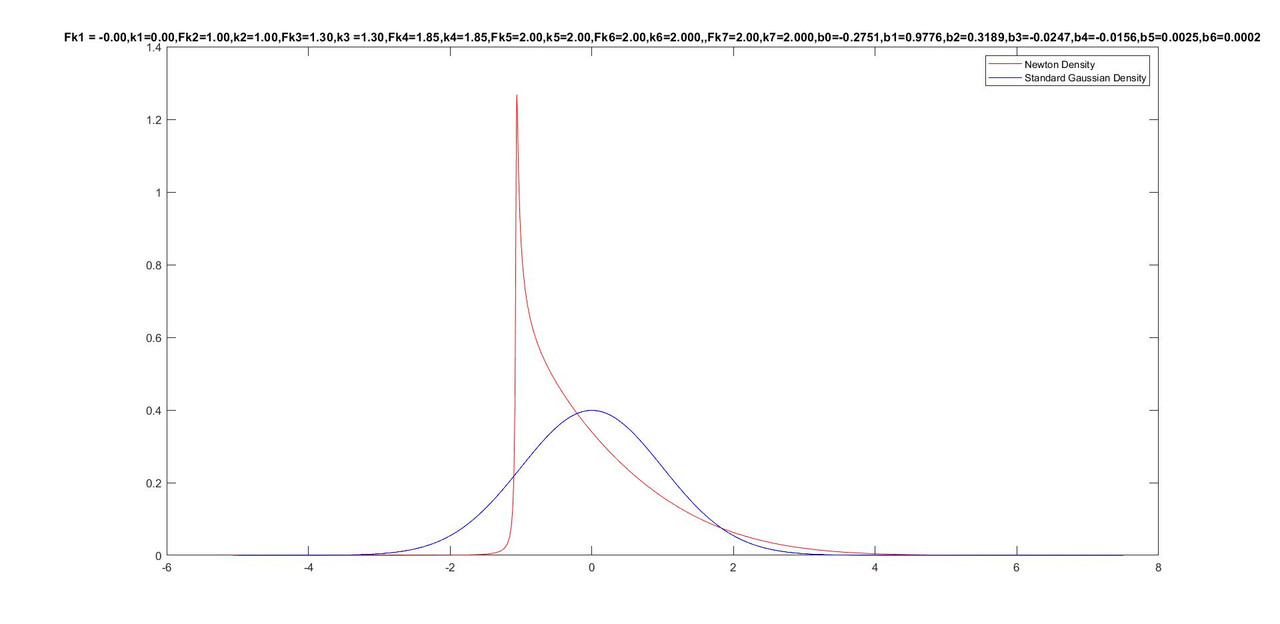 Fk1 = -0.00,k1=0.00,Fk2=1.00,k2=1.00,Fk3=1.30,k3 =1.30,Fk4=1.85,k4=1.85,Fk5=2.00,k5=2.00,Fk6=2.00,k6=2.000,,Fk7=2.00,k7=2.000,b0=-0.2751,b1=0.9776,b2=0.3189,b3=-0.0247,b4=-0.0156,b5=0.0025,b6=0.0002
1.4
Newton Density
Standard Gaussian Density
1.2
1
0.8
0.6
0.4
0.2
0
-6 -4 -2 0 2 4 6 8